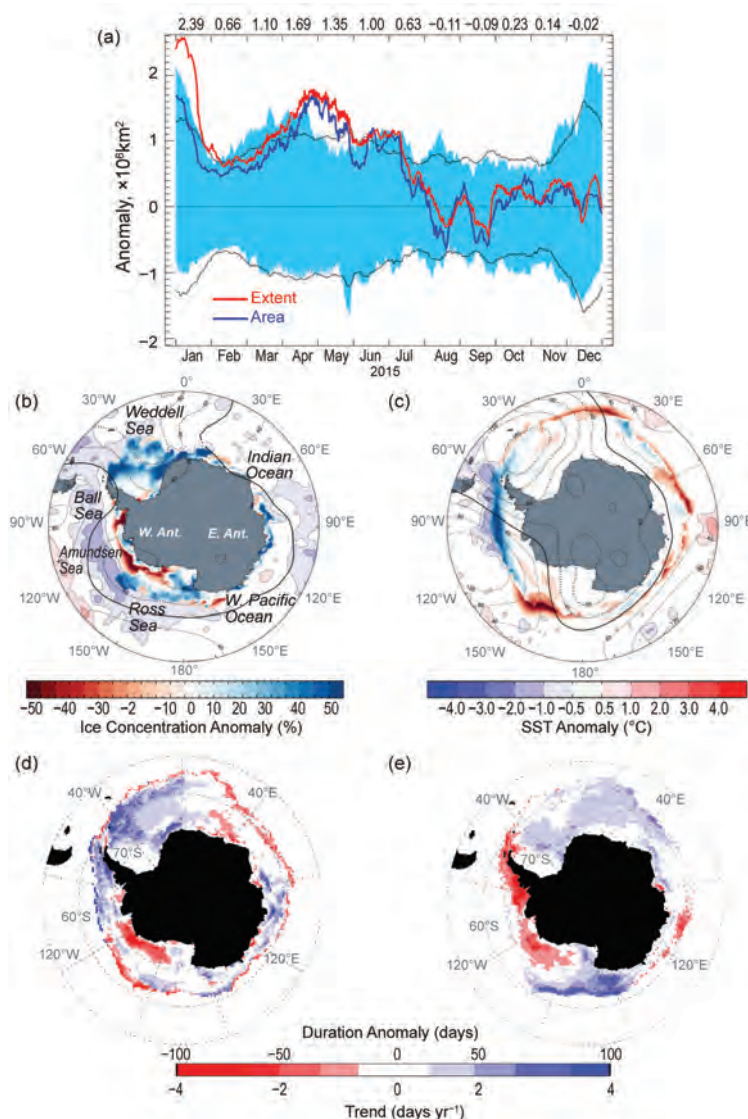 2.39 0.66 1.10 1.69 1.35 1.00 0.63 −0.11 −0.09 0.23 0.14 -0.02
(a)
2
1
0
−1
−2
Anomaly, ×10⁶km²
Extent
Area
Jan Feb Mar Apr May Jun Jul Aug Sep Oct Nov Dec
2015
(b)
0°
30°W 30°E
Weddell
Sea
60°W 60°E
Indian
Ocean
Ball
Sea
90°W W. Ant. E. Ant. 90°E
Amundsen
Sea
120°W 120°E
Ross
Sea
W. Pacific
Ocean
150°W 150°E
180°
−50 −40 −30 −20 −2 0 10 20 30 40 50
Ice Concentration Anomaly (%)
(c)
0°
30°W 30°E
60°W 60°E
90°W 90°E
120°W 120°E
150°W 150°E
180°
−4.0 −3.0 −2.0 −1.0 −0.5 0.5 1.0 2.0 3.0 4.0
SST Anomaly (°C)
(d)
40°W 40°E
70°S
60°S
120°W 120°E
(e)
40°W 40°E
70°S
60°S
120°W 120°E
Duration Anomaly (days)
−100 −50 0 50 100
−4 −2 0 2 4
Trend (days yr⁻¹)